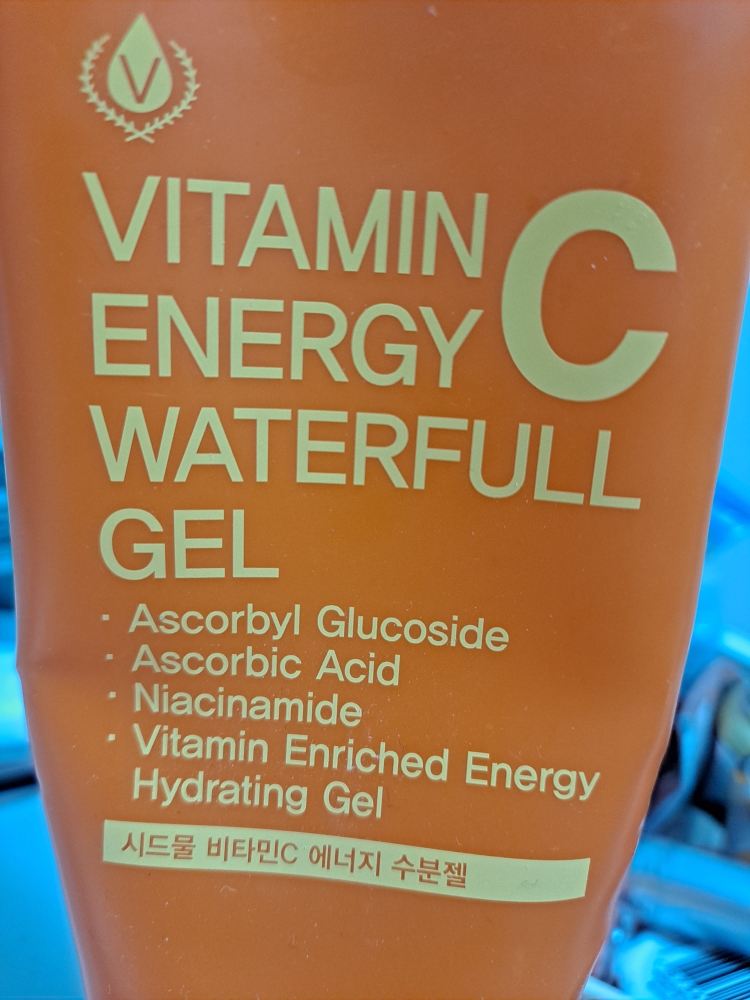 V
VITAMIN C
ENERGY
WATERFULL
GEL
· Ascorbyl Glucoside
· Ascorbic Acid
· Niacinamide
· Vitamin Enriched Energy
Hydrating Gel
시드물 비타민C 에너지 수분젤